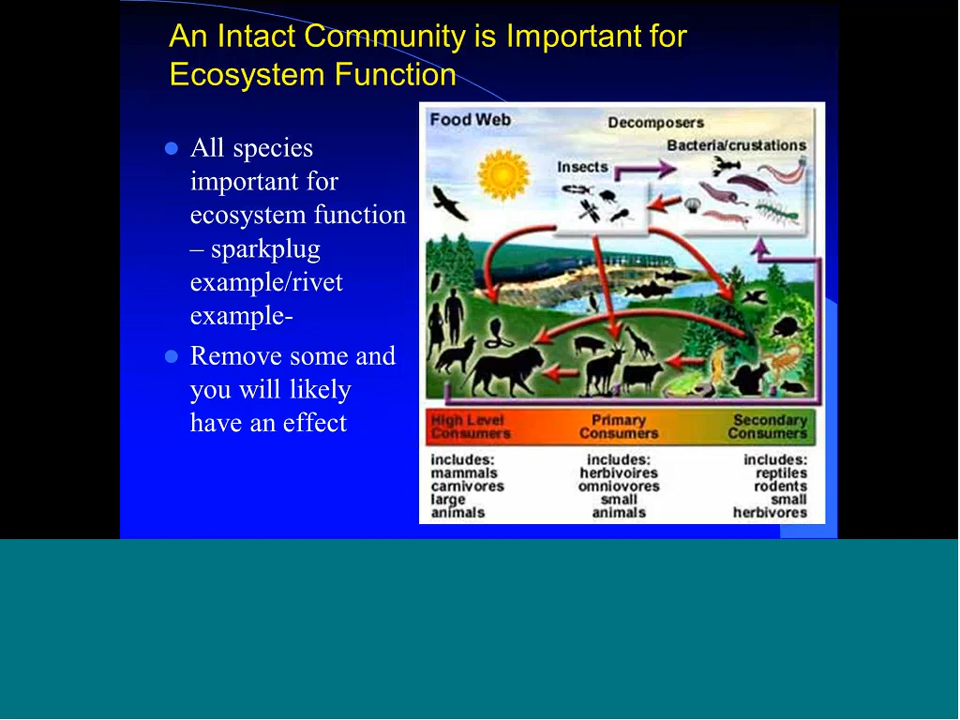 An Intact Community is Important for
Ecosystem Function
All species
important for
ecosystem function
– sparkplug
example/rivet
example-
Remove some and
you will likely
have an effect
Food Web
Decomposers
Bacteria/crustations
Insects
High Level
Consumers
Primary
Consumers
Secondary
Consumers
includes:
mammals
carnivores
large
animals
includes:
herbivoires
omniovores
small
animals
includes:
reptiles
rodents
small
herbivores